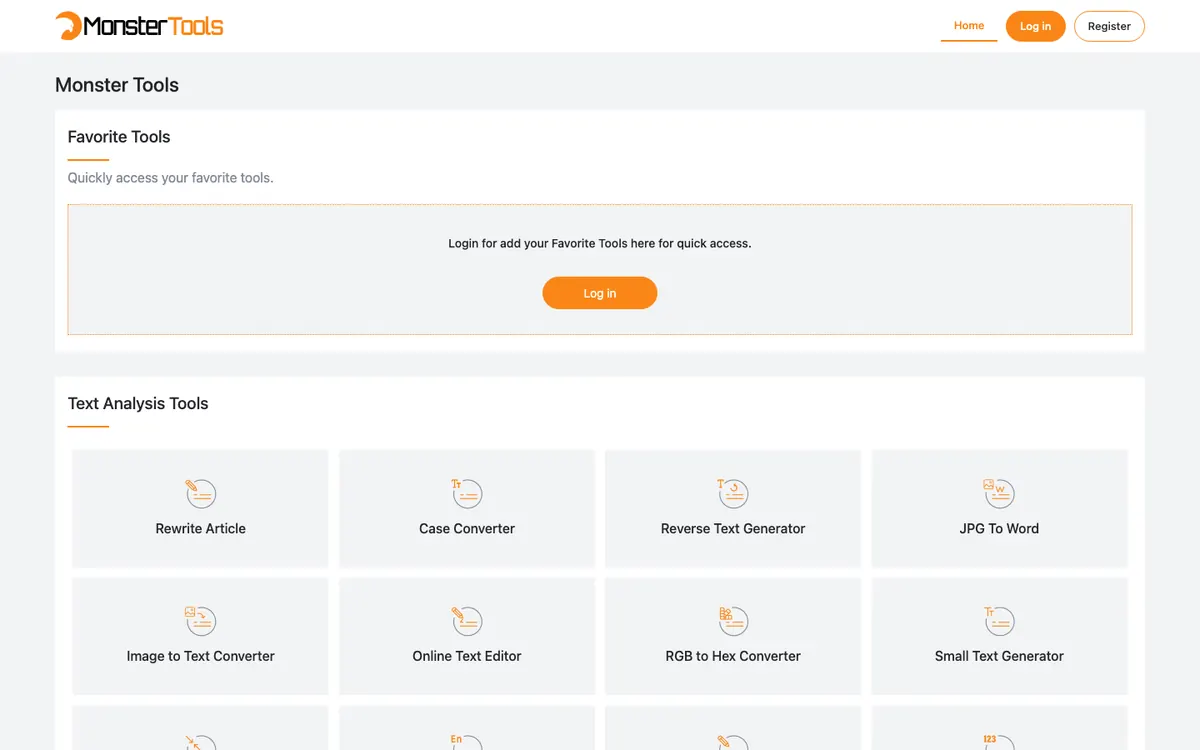 MonsterTools
Home
Log in
Register
Monster Tools
Favorite Tools
Quickly access your favorite tools.
Login for add your Favorite Tools here for quick access.
Log in
Text Analysis Tools
Rewrite Article
Case Converter
Reverse Text Generator
JPG To Word
Image to Text Converter
Online Text Editor
RGB to Hex Converter
Small Text Generator
En
123